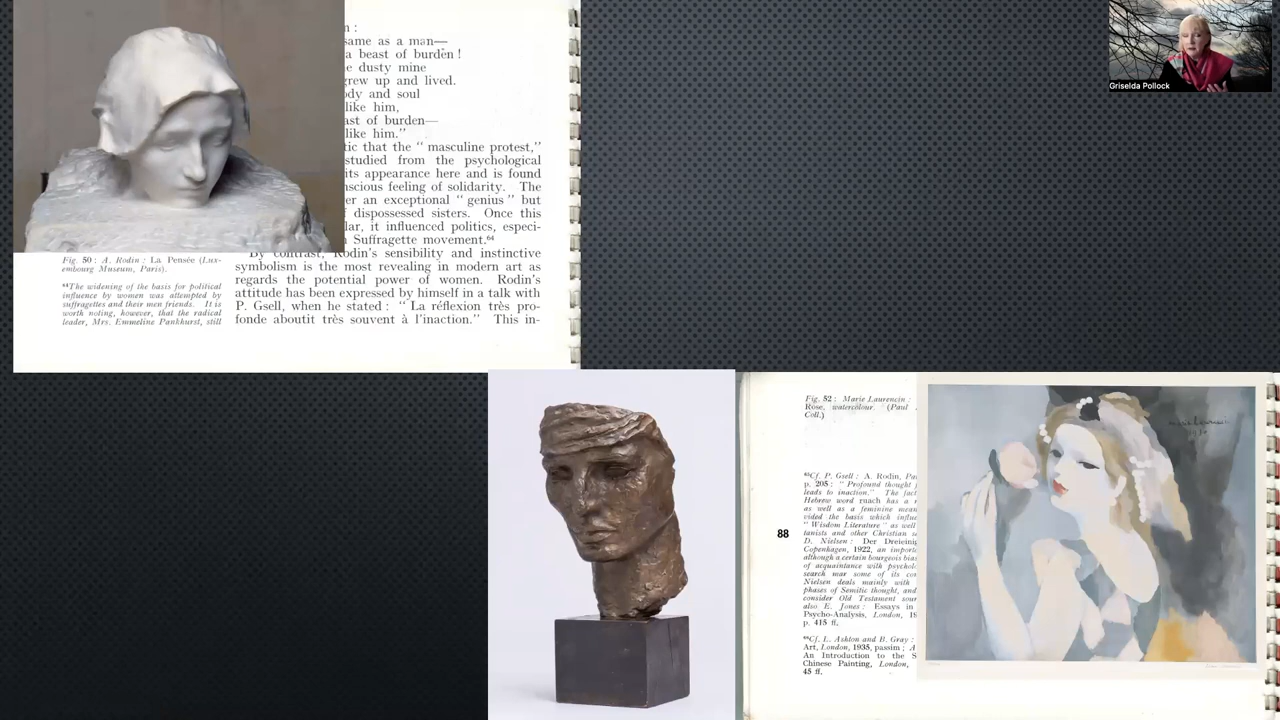 n :
same as a man—
a beast of burden !
e dusty mine
grew up and lived.
ody and soul
like him,
ast of burden—
like him."
tic that the " masculine protest,"
studied from the psychological
its appearance here and is found
nscious feeling of solidarity. The
er an exceptional " genius " but
f dispossessed sisters. Once this
lar, it influenced politics, especi-
n Suffragette movement.⁶⁴
By contrast, Rodin's sensibility and instinctive
symbolism is the most revealing in modern art as
regards the potential power of women. Rodin's
attitude has been expressed by himself in a talk with
P. Gsell, when he stated : " La réflexion très pro-
fonde aboutit très souvent à l'inaction." This in-
Fig. 50 : A. Rodin : La Pensée (Lux-
embourg Museum, Paris).
⁶⁴The widening of the basis for political
influence by women was attempted by
suffragettes and their men friends. It is
worth noting, however, that the radical
leader, Mrs. Emmeline Pankhurst, still
Griselda Pollock
88
Fig. 52 : Marie Laurencin :
Rose, watercolour. (Paul
Coll.)
Cf. P. Gsell : A. Rodin,
p. 205 : " Profound thought
leads to inaction." The fact
Hebrew word ruach has a
as well as a feminine mean
vided the basis which influe
" Wisdom Literature " as well
tanists and other Christian
D. Nielsen : Der Dreieinig
Copenhagen, 1922, an importa
although a certain bourgeois bias
of acquaintance with psychol
search mar some of its co
Nielsen deals mainly with
phases of Semitic thought, and
consider Old Testament sour
also E. Jones : Essays in
Psycho-Analysis, London, 19
p. 415 ff.
Cf. L. Ashton and B. Gray :
Art, London, 1935, passim ; A
An Introduction to the S
Chinese Painting, London,
45 ff.